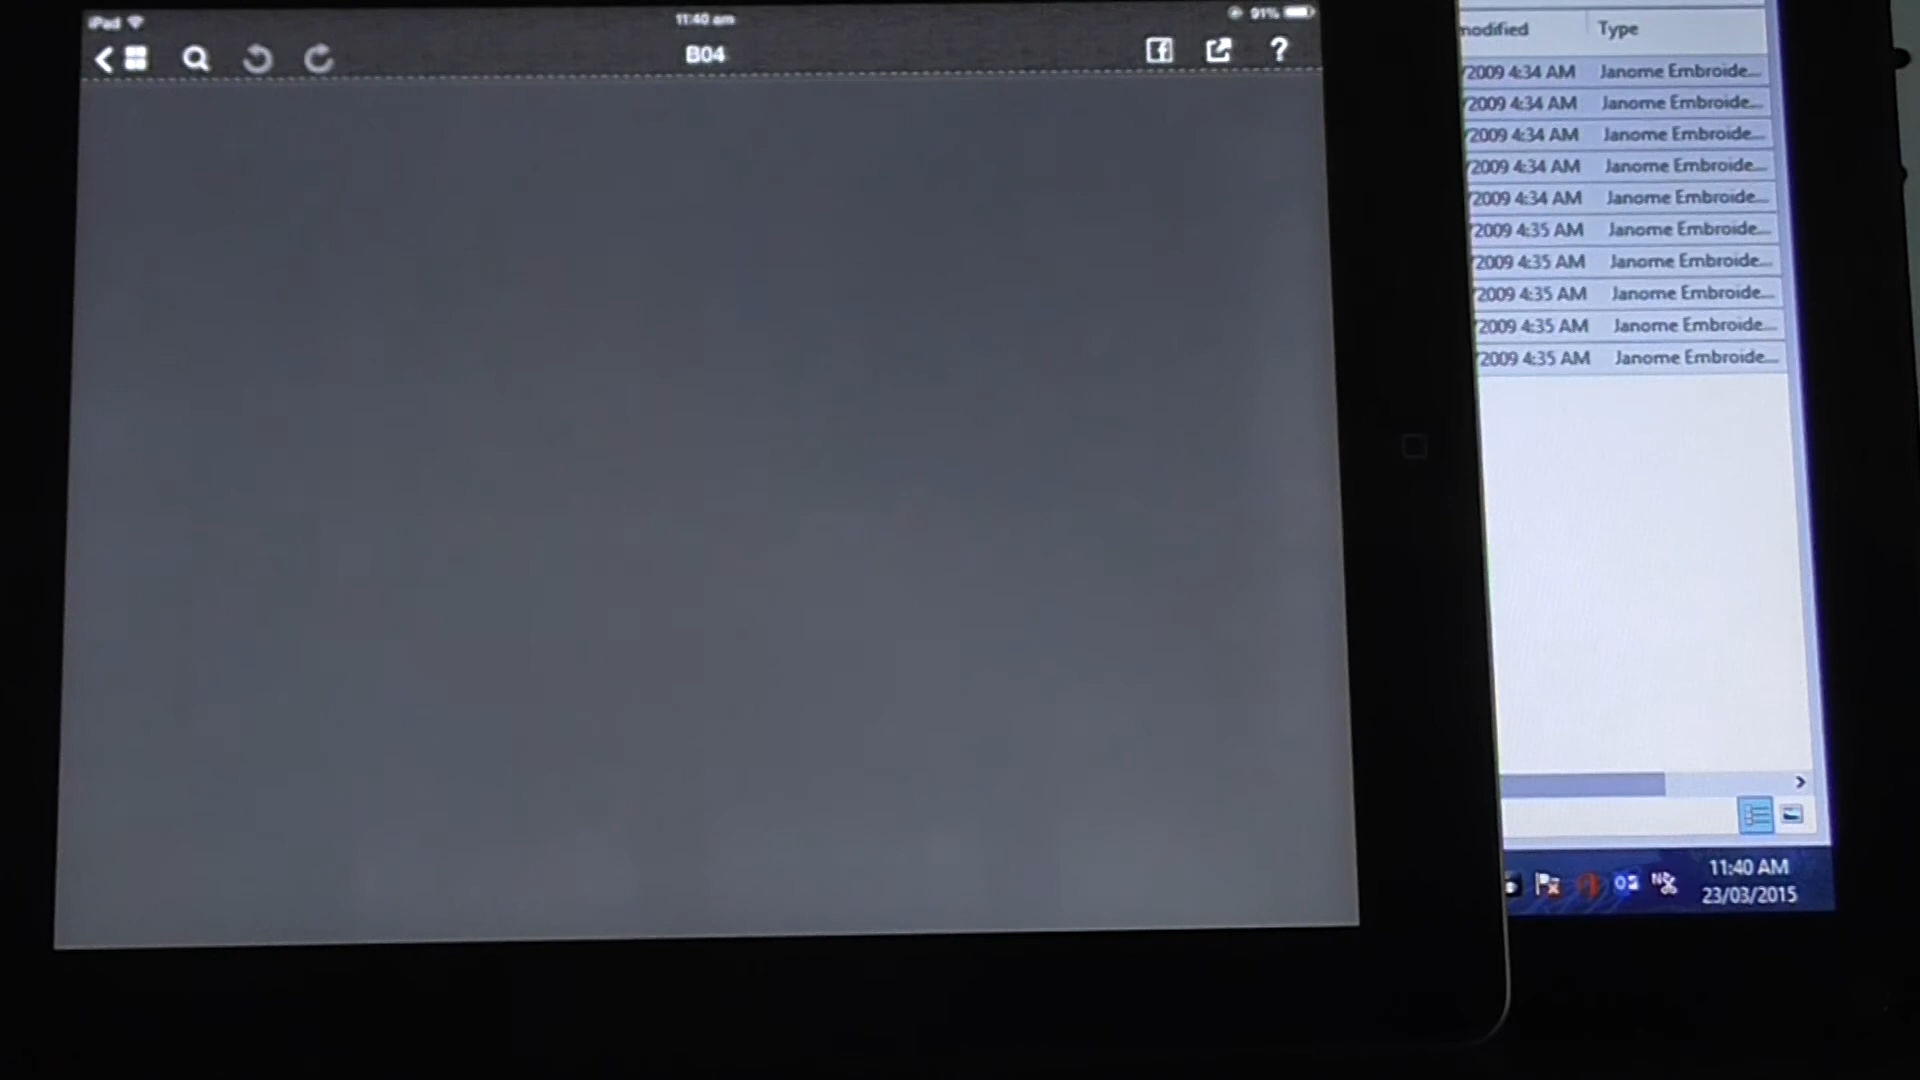 iPad
11:40 am
91%
B04
?
modified Type
/2009 4:34 AM Janome Embroide...
/2009 4:34 AM Janome Embroide...
/2009 4:34 AM Janome Embroide...
/2009 4:34 AM Janome Embroide...
/2009 4:34 AM Janome Embroide...
/2009 4:35 AM Janome Embroide...
/2009 4:35 AM Janome Embroide...
/2009 4:35 AM Janome Embroide...
/2009 4:35 AM Janome Embroide...
/2009 4:35 AM Janome Embroide...
11:40 AM
23/03/2015